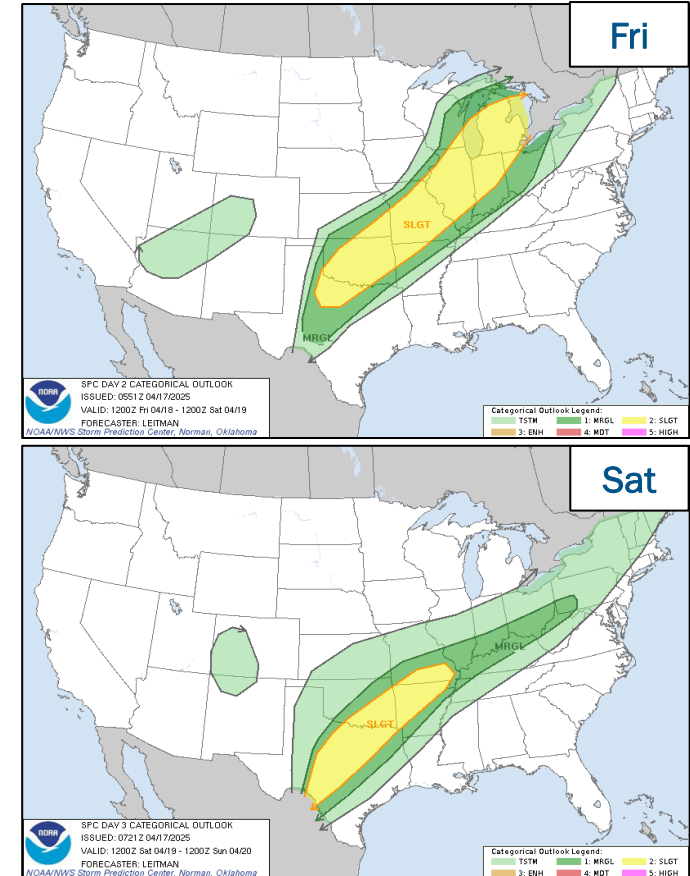 Fri
SLGT
MRGL
NOAA
SPC DAY 2 CATEGORICAL OUTLOOK
ISSUED: 0551Z 04/17/2025
VALID: 1200Z Fri 04/18 - 1200Z Sat 04/19
FORECASTER: LEITMAN
NOAA/NWS Storm Prediction Center, Norman, Oklahoma
Categorical Outlook Legend:
TSTM 1: MRGL 2: SLGT
3: ENH 4: MDT 5: HIGH
Sat
MRGL
SLGT
NOAA
SPC DAY 3 CATEGORICAL OUTLOOK
ISSUED: 0721Z 04/17/2025
VALID: 1200Z Sat 04/19 - 1200Z Sun 04/20
FORECASTER: LEITMAN
NOAA/NWS Storm Prediction Center, Norman, Oklahoma
Categorical Outlook Legend:
TSTM 1: MRGL 2: SLGT
3: ENH 4: MDT 5: HIGH